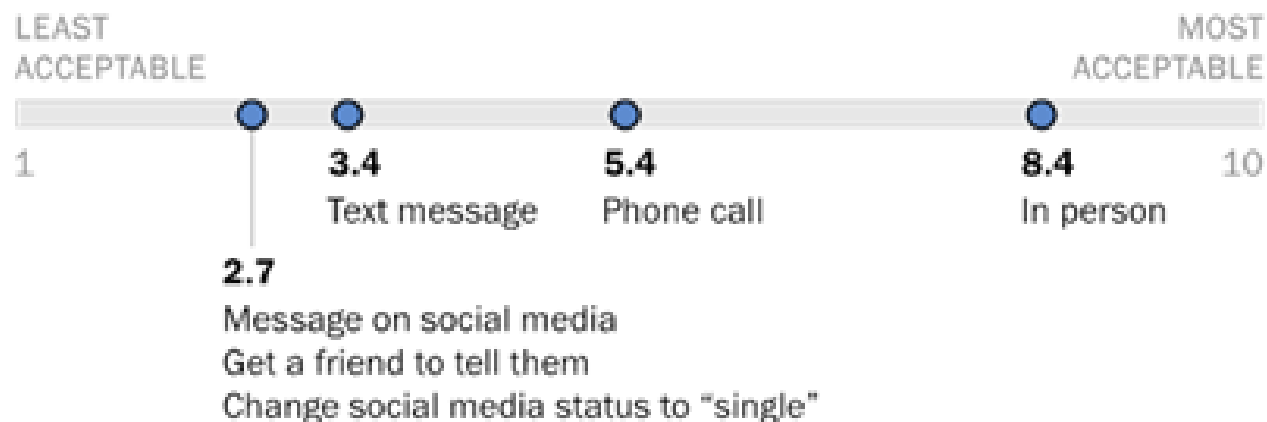 LEAST
ACCEPTABLE
MOST
ACCEPTABLE
1
10
3.4
Text message
5.4
Phone call
8.4
In person
2.7
Message on social media
Get a friend to tell them
Change social media status to “single”